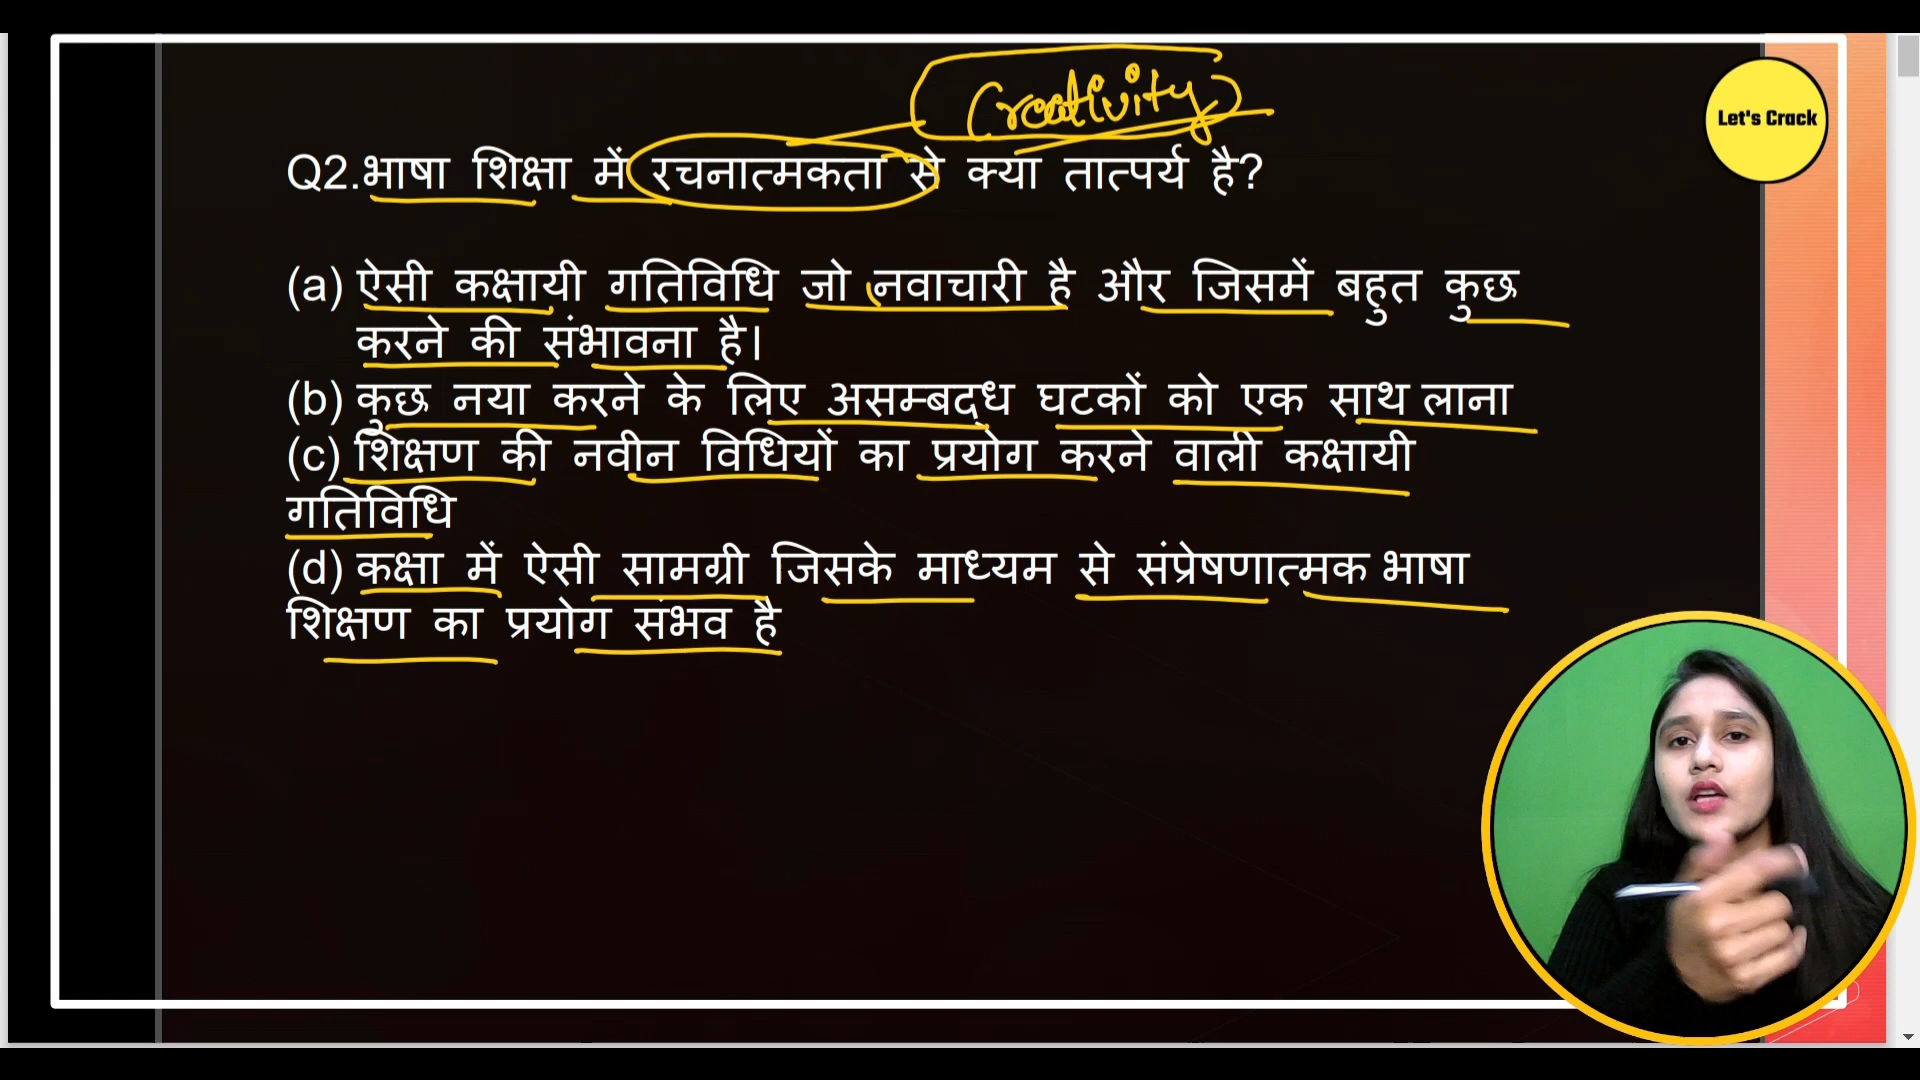 Creativity
Let's Crack
Q2.भाषा शिक्षा में रचनात्मकता से क्या तात्पर्य है?
(a) ऐसी कक्षायी गतिविधि जो नवाचारी है और जिसमें बहुत कुछ
करने की संभावना है।
(b) कुछ नया करने के लिए असम्बद्ध घटकों को एक साथ लाना
(c) शिक्षण की नवीन विधियों का प्रयोग करने वाली कक्षायी
गतिविधि
(d) कक्षा में ऐसी सामग्री जिसके माध्यम से संप्रेषणात्मक भाषा
शिक्षण का प्रयोग संभव है